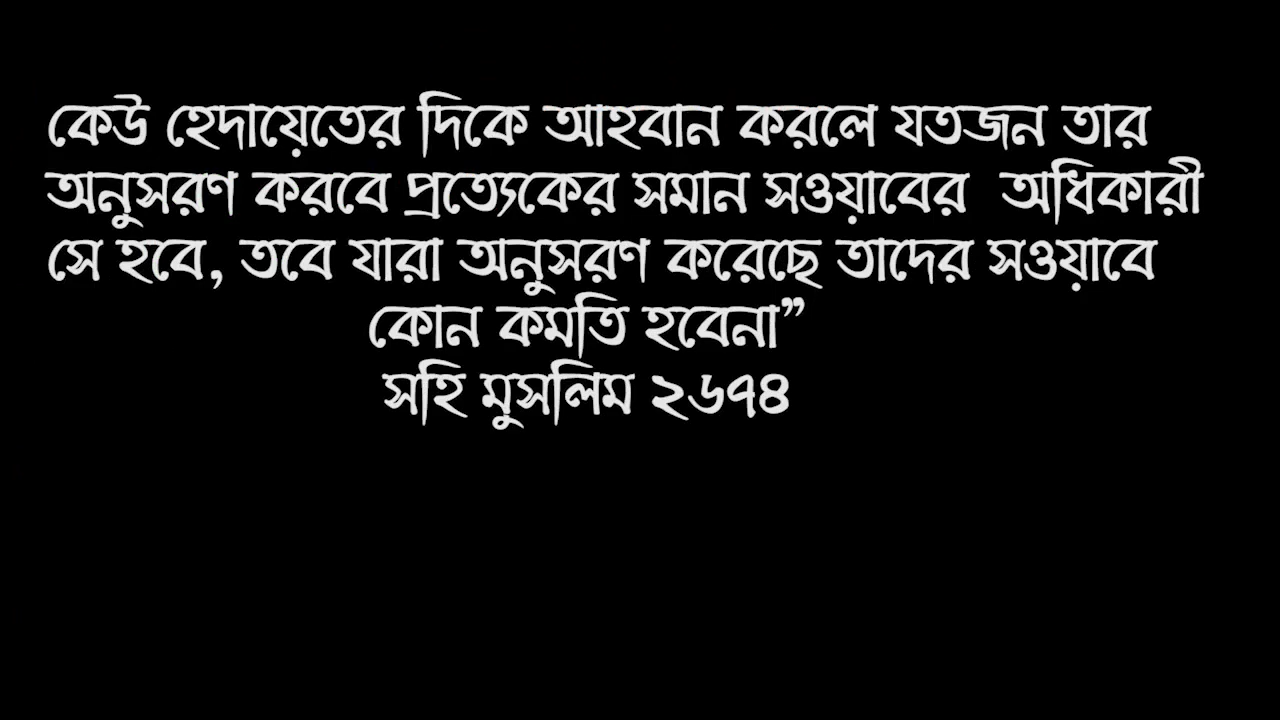 কেউ হেদায়েতের দিকে আহবান করলে যতজন তার
অনুসরণ করবে প্রত্যেকের সমান সওয়াবের  অধিকারী
সে হবে, তবে যারা অনুসরণ করেছে তাদের সওয়াবে
কোন কমতি হবেনা”
সহি মুসলিম ২৬৭৪